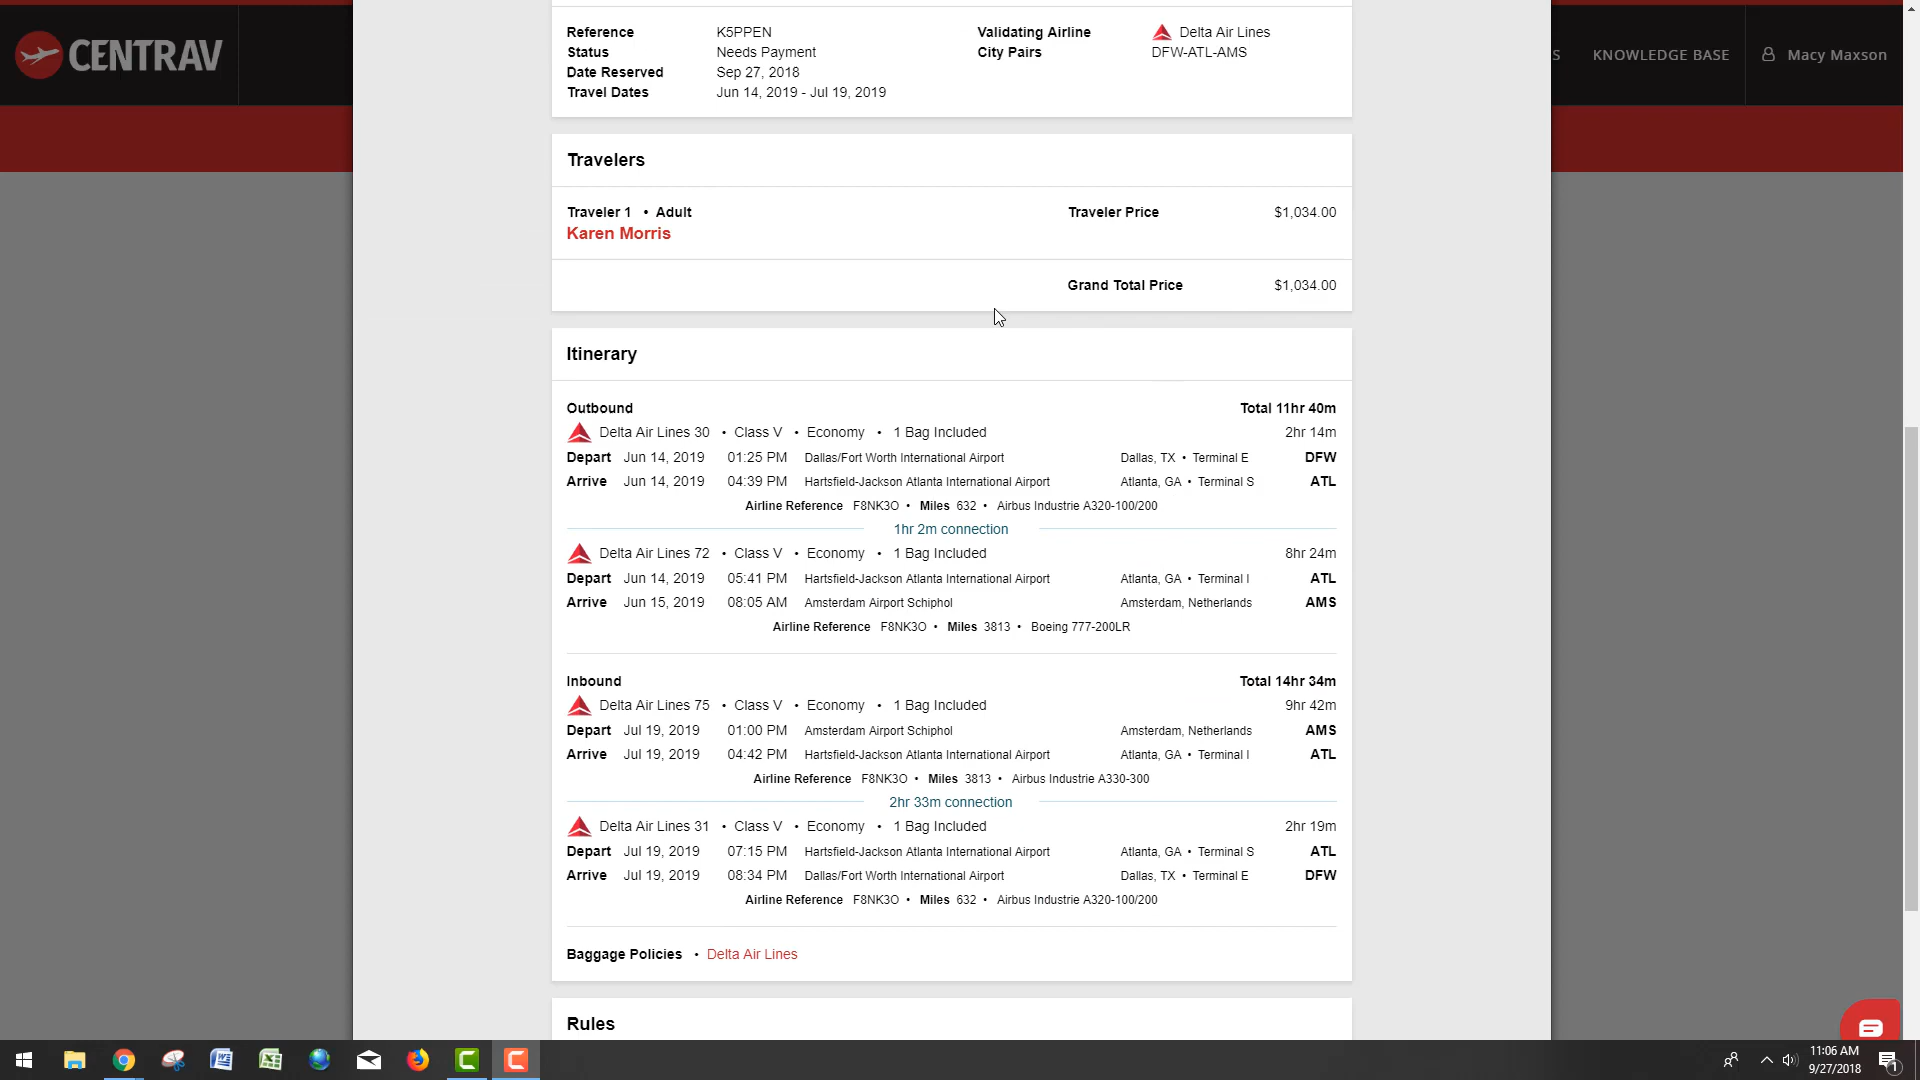 CENTRAV
S KNOWLEDGE BASE Macy Maxson
Reference K5PPEN Validating Airline Delta Air Lines
Status Needs Payment City Pairs DFW-ATL-AMS
Date Reserved Sep 27, 2018
Travel Dates Jun 14, 2019 - Jul 19, 2019
Travelers
Traveler 1 • Adult Traveler Price $1,034.00
Karen Morris
Grand Total Price $1,034.00
Itinerary
Outbound Total 11hr 40m
Delta Air Lines 30 • Class V • Economy • 1 Bag Included 2hr 14m
Depart Jun 14, 2019 01:25 PM Dallas/Fort Worth International Airport Dallas, TX • Terminal E DFW
Arrive Jun 14, 2019 04:39 PM Hartsfield-Jackson Atlanta International Airport Atlanta, GA • Terminal S ATL
Airline Reference F8NK3O • Miles 632 • Airbus Industrie A320-100/200
1hr 2m connection
Delta Air Lines 72 • Class V • Economy • 1 Bag Included 8hr 24m
Depart Jun 14, 2019 05:41 PM Hartsfield-Jackson Atlanta International Airport Atlanta, GA • Terminal I ATL
Arrive Jun 15, 2019 08:05 AM Amsterdam Airport Schiphol Amsterdam, Netherlands AMS
Airline Reference F8NK3O • Miles 3813 • Boeing 777-200LR
Inbound Total 14hr 34m
Delta Air Lines 75 • Class V • Economy • 1 Bag Included 9hr 42m
Depart Jul 19, 2019 01:00 PM Amsterdam Airport Schiphol Amsterdam, Netherlands AMS
Arrive Jul 19, 2019 04:42 PM Hartsfield-Jackson Atlanta International Airport Atlanta, GA • Terminal I ATL
Airline Reference F8NK3O • Miles 3813 • Airbus Industrie A330-300
2hr 33m connection
Delta Air Lines 31 • Class V • Economy • 1 Bag Included 2hr 19m
Depart Jul 19, 2019 07:15 PM Hartsfield-Jackson Atlanta International Airport Atlanta, GA • Terminal S ATL
Arrive Jul 19, 2019 08:34 PM Dallas/Fort Worth International Airport Dallas, TX • Terminal E DFW
Airline Reference F8NK3O • Miles 632 • Airbus Industrie A320-100/200
Baggage Policies • Delta Air Lines
Rules
11:06 AM
9/27/2018
1